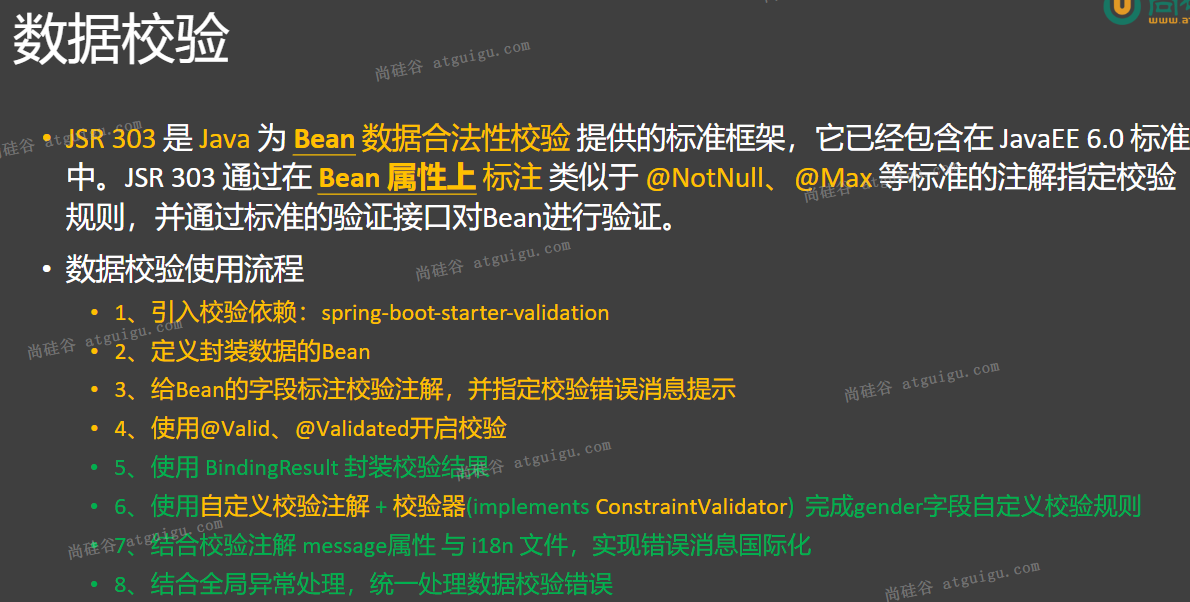 数据校验
尚硅谷 atguigu.com
• JSR 303 是 Java 为 Bean 数据合法性校验 提供的标准框架，它已经包含在 JavaEE 6.0 标准
中。JSR 303 通过在 Bean 属性上 标注 类似于 @NotNull、@Max 等标准的注解指定校验
规则，并通过标准的验证接口对Bean进行验证。
尚硅谷 atguigu.com
• 数据校验使用流程
• 1、引入校验依赖：spring-boot-starter-validation
尚硅谷 atguigu.com
• 2、定义封装数据的Bean
• 3、给Bean的字段标注校验注解，并指定校验错误消息提示
尚硅谷 atguigu.com
• 4、使用@Valid、@Validated开启校验
• 5、使用 BindingResult 封装校验结果
尚硅谷 atguigu.com
• 6、使用自定义校验注解 + 校验器(implements ConstraintValidator) 完成gender字段自定义校验规则
• 7、结合校验注解 message属性 与 i18n 文件，实现错误消息国际化
尚硅谷 atguigu.com
• 8、结合全局异常处理，统一处理数据校验错误
尚硅谷 atguigu.com